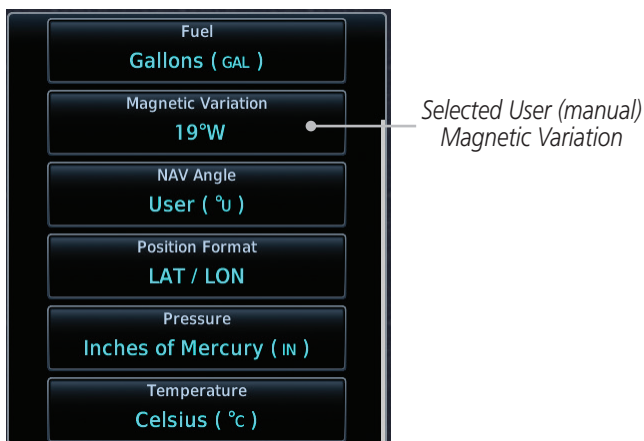 Fuel
Gallons ( GAL )
Magnetic Variation
19°W
Selected User (manual)
Magnetic Variation
NAV Angle
User ( °U )
Position Format
LAT / LON
Pressure
Inches of Mercury ( IN )
Temperature
Celsius ( °C )